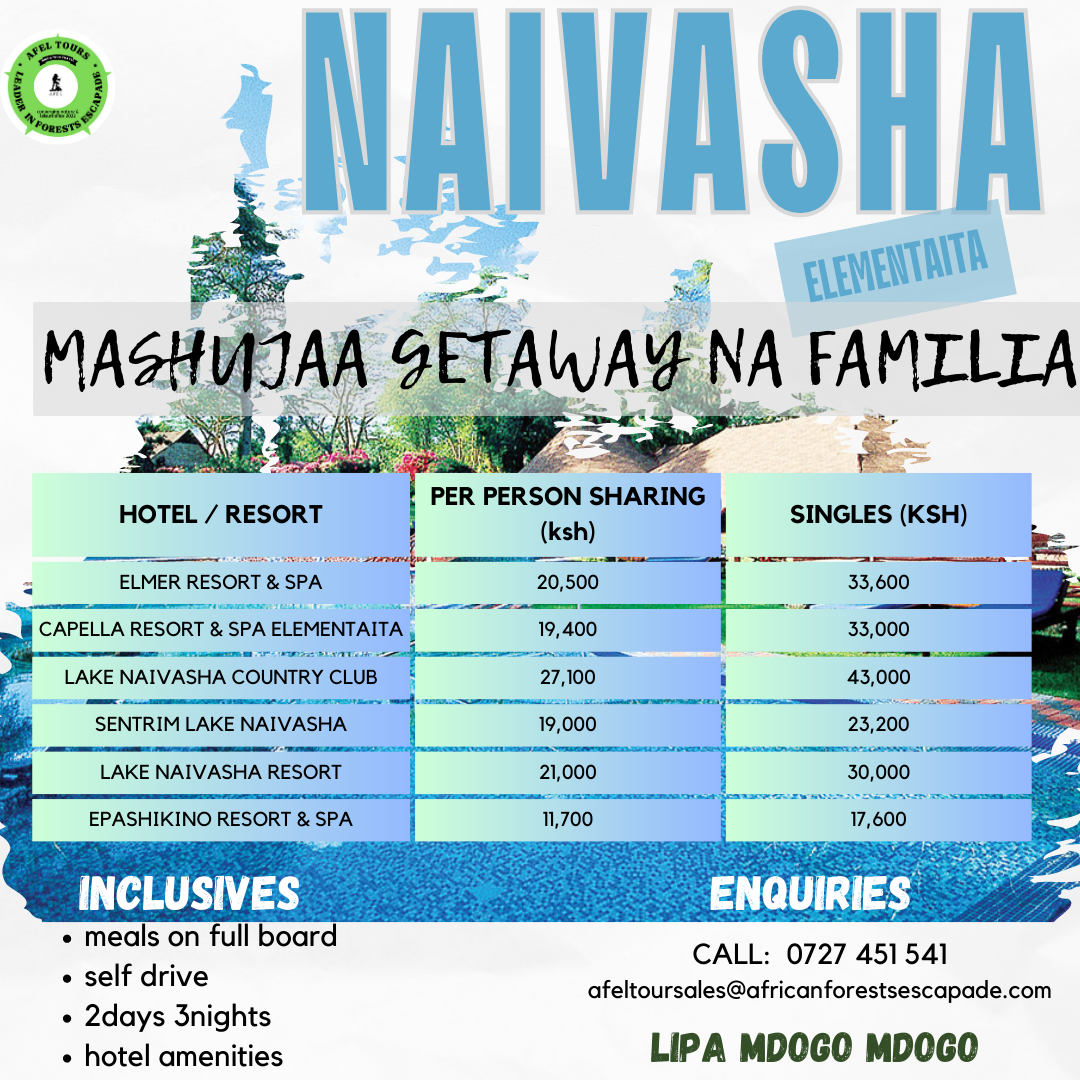 AFEL TOURS
LEADER IN FORESTS ESCAPADE
NAIVASHA
ELEMENTAITA
MASHUJAA GETAWAY NA FAMILIA
HOTEL / RESORT PER PERSON SHARING (ksh) SINGLES (KSH)
ELMER RESORT & SPA 20,500 33,600
CAPELLA RESORT & SPA ELEMENTAITA 19,400 33,000
LAKE NAIVASHA COUNTRY CLUB 27,100 43,000
SENTRIM LAKE NAIVASHA 19,000 23,200
LAKE NAIVASHA RESORT 21,000 30,000
EPASHIKINO RESORT & SPA 11,700 17,600
INCLUSIVES
• meals on full board
• self drive
• 2days 3nights
• hotel amenities
ENQUIRIES
CALL: 0727 451 541
afeltoursales@africanforestsescapade.com
LIPA MDOGO MDOGO